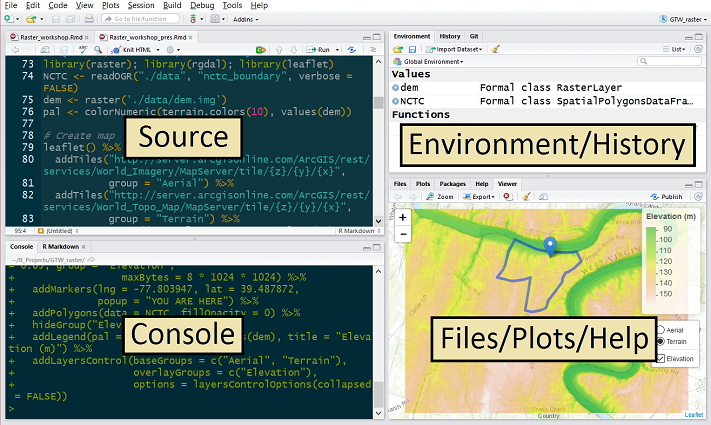 File Edit Code View Plots Session Build Debug Tools Help
Go to file/function
Addins
GTW_raster
Raster_workshop.Rmd Raster_workshop_pres.Rmd
ABC Knit HTML Run
73 library(raster); library(rgdal); library(leaflet)
74 NCTC <- readOGR("./data", "nctc_boundary", verbose =
FALSE)
75 dem <- raster('./data/dem.img')
76 pal <- colorNumeric(terrain.colors(10), values(dem))
77
78 # Create map
79 leaflet() %>%
80 addTiles("http://server.arcgisonline.com/ArcGIS/rest/
services/World_Imagery/MapServer/tile/{z}/{y}/{x}",
81 group = "Aerial") %>%
82 addTiles("http://server.arcgisonline.com/ArcGIS/rest/
services/World_Topo_Map/MapServer/tile/{z}/{y}/{x}",
83 group = "Terrain") %>%
Source
95:4 (Untitled) R Markdown
Console R Markdown
~/R_Projects/GTW_raster/
= 0.05, group = "Elevation",
+ maxBytes = 8 * 1024 * 1024) %>%
+ addMarkers(lng = -77.803947, lat = 39.487872,
+ popup = "YOU ARE HERE") %>%
+ addPolygons(data = NCTC, fillOpacity = 0) %>%
+ hideGroup("Elev
+ addLegend(pal = (dem), title = "Eleva
tion (m)") %>%
+ addLayersControl(baseGroups = c("Aerial", "Terrain"),
+ overlayGroups = c("Elevation"),
+ options = layersControlOptions(collapsed
= FALSE))
>
Console
Environment History Git
Import Dataset List
Global Environment
Values
dem Formal class RasterLayer
NCTC Formal class SpatialPolygonsDataFra…
Functions
Environment/History
Files Plots Packages Help Viewer
Zoom Export Publish
+
−
Elevation (m)
90
100
110
120
130
140
150
WEST VIRGINIA
Files/Plots/Help
Aerial
Terrain
Elevation
Cress Creek
Country
Leaflet